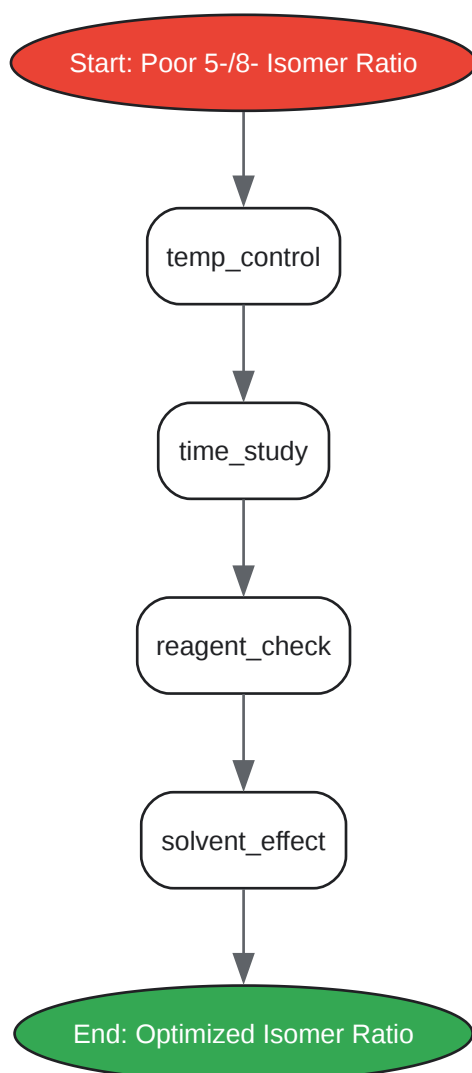 Start: Poor 5-/8- Isomer Ratio
temp_control
time_study
reagent_check
solvent_effect
End: Optimized Isomer Ratio